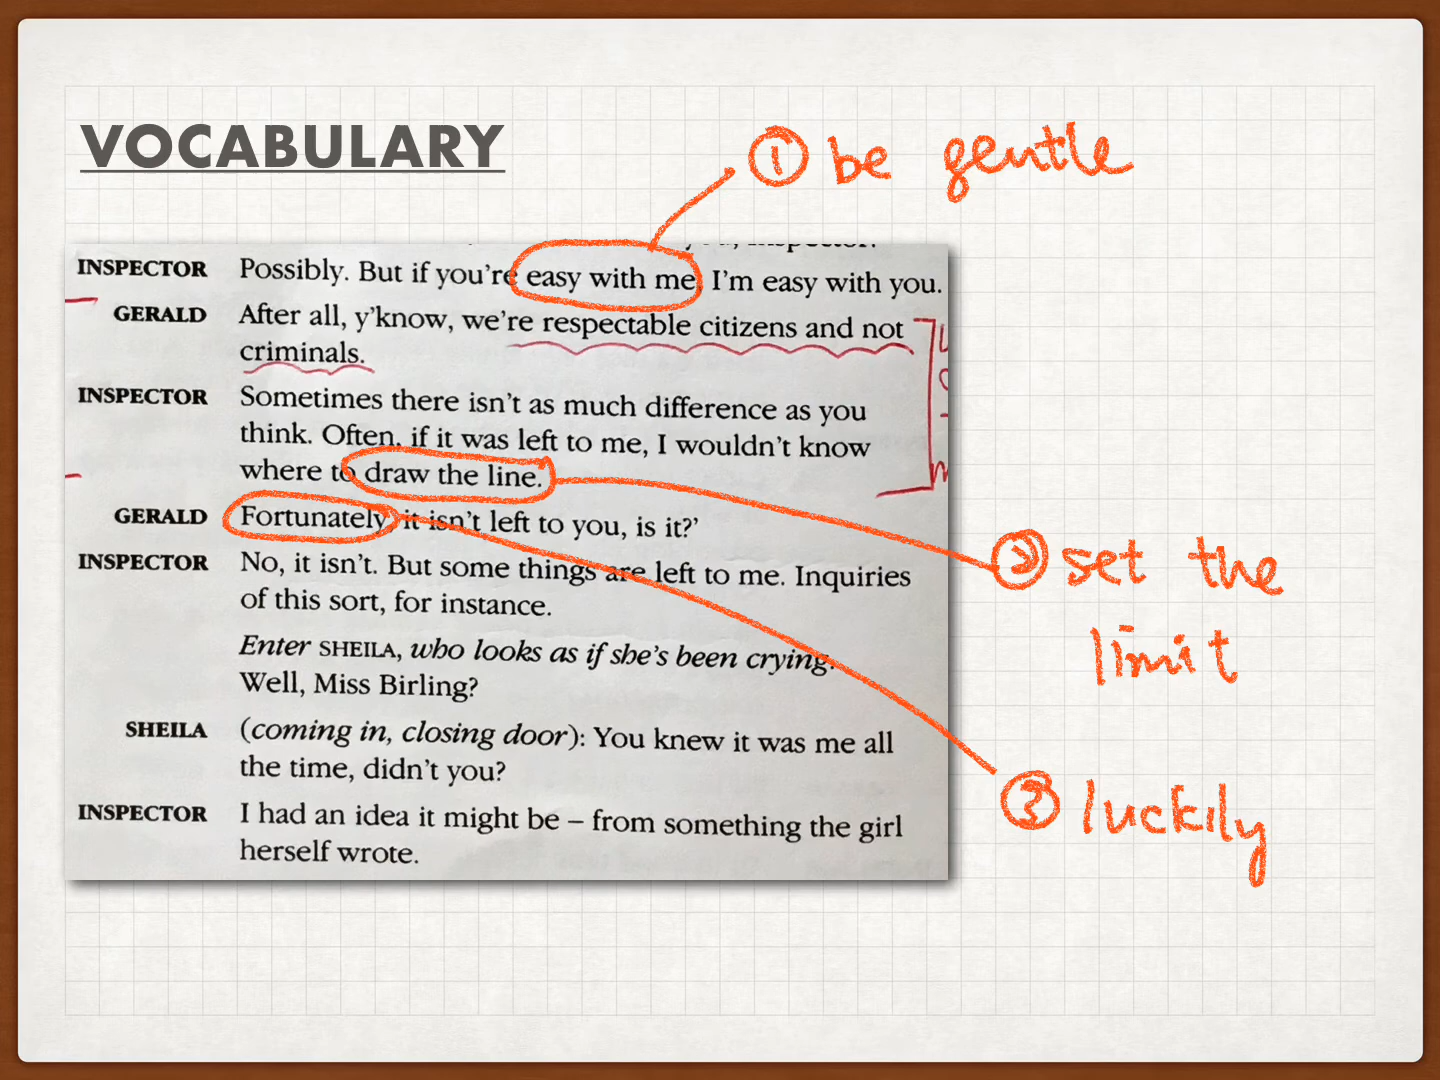 VOCABULARY
① be gentle
INSPECTOR Possibly. But if you're easy with me, I'm easy with you.
GERALD After all, y'know, we're respectable citizens and not
criminals.
INSPECTOR Sometimes there isn't as much difference as you
think. Often, if it was left to me, I wouldn't know
where to draw the line.
GERALD Fortunately, it isn't left to you, is it?'
INSPECTOR No, it isn't. But some things are left to me. Inquiries
of this sort, for instance.
② set the
limit
Enter SHEILA, who looks as if she's been crying.
Well, Miss Birling?
SHEILA (coming in, closing door): You knew it was me all
the time, didn't you?
③ luckily
INSPECTOR I had an idea it might be – from something the girl
herself wrote.